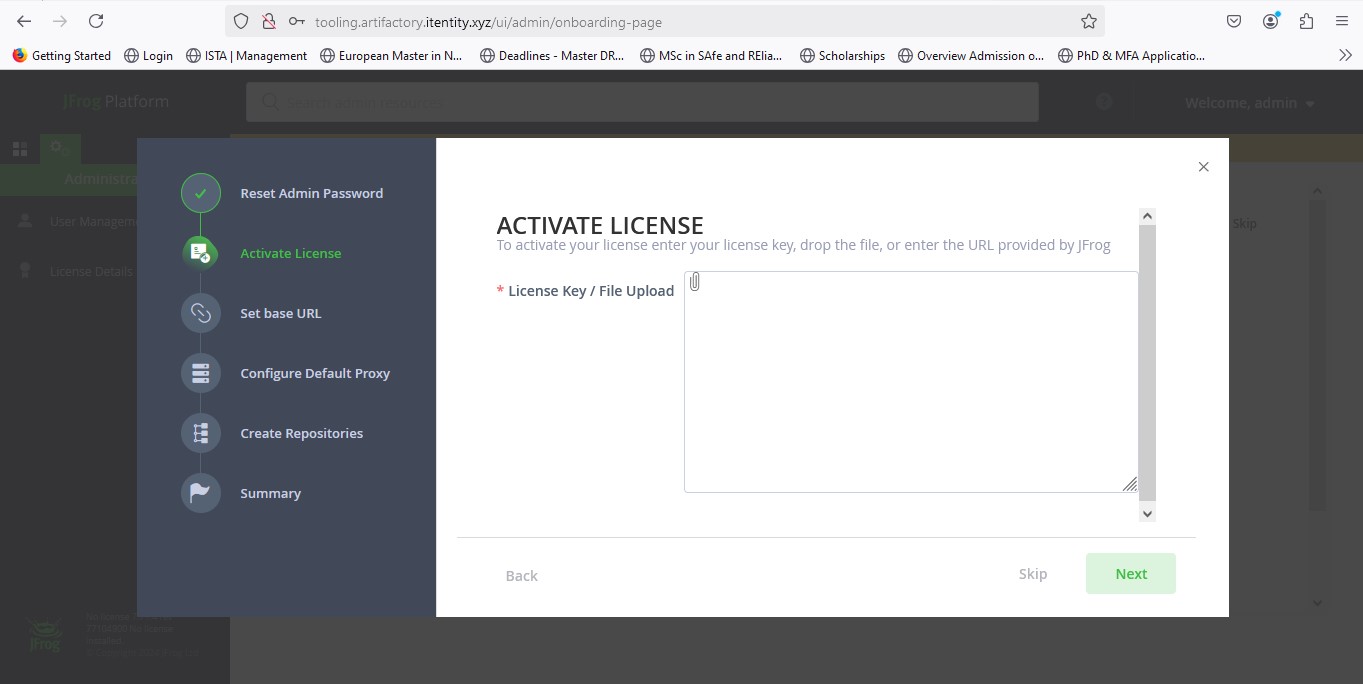 tooling.artifactory.itentity.xyz/ui/admin/onboarding-page
Getting Started Login ISTA | Management European Master in N... Deadlines - Master DR... MSc in SAfe and RElia... Scholarships Overview Admission o... PhD & MFA Applicatio...
JFrog Platform Search admin resources Welcome, admin
Administra
User Managem
License Details
Skip
Reset Admin Password
Activate License
Set base URL
Configure Default Proxy
Create Repositories
Summary
ACTIVATE LICENSE
To activate your license enter your license key, drop the file, or enter the URL provided by JFrog
* License Key / File Upload
Back Skip Next
JFrog